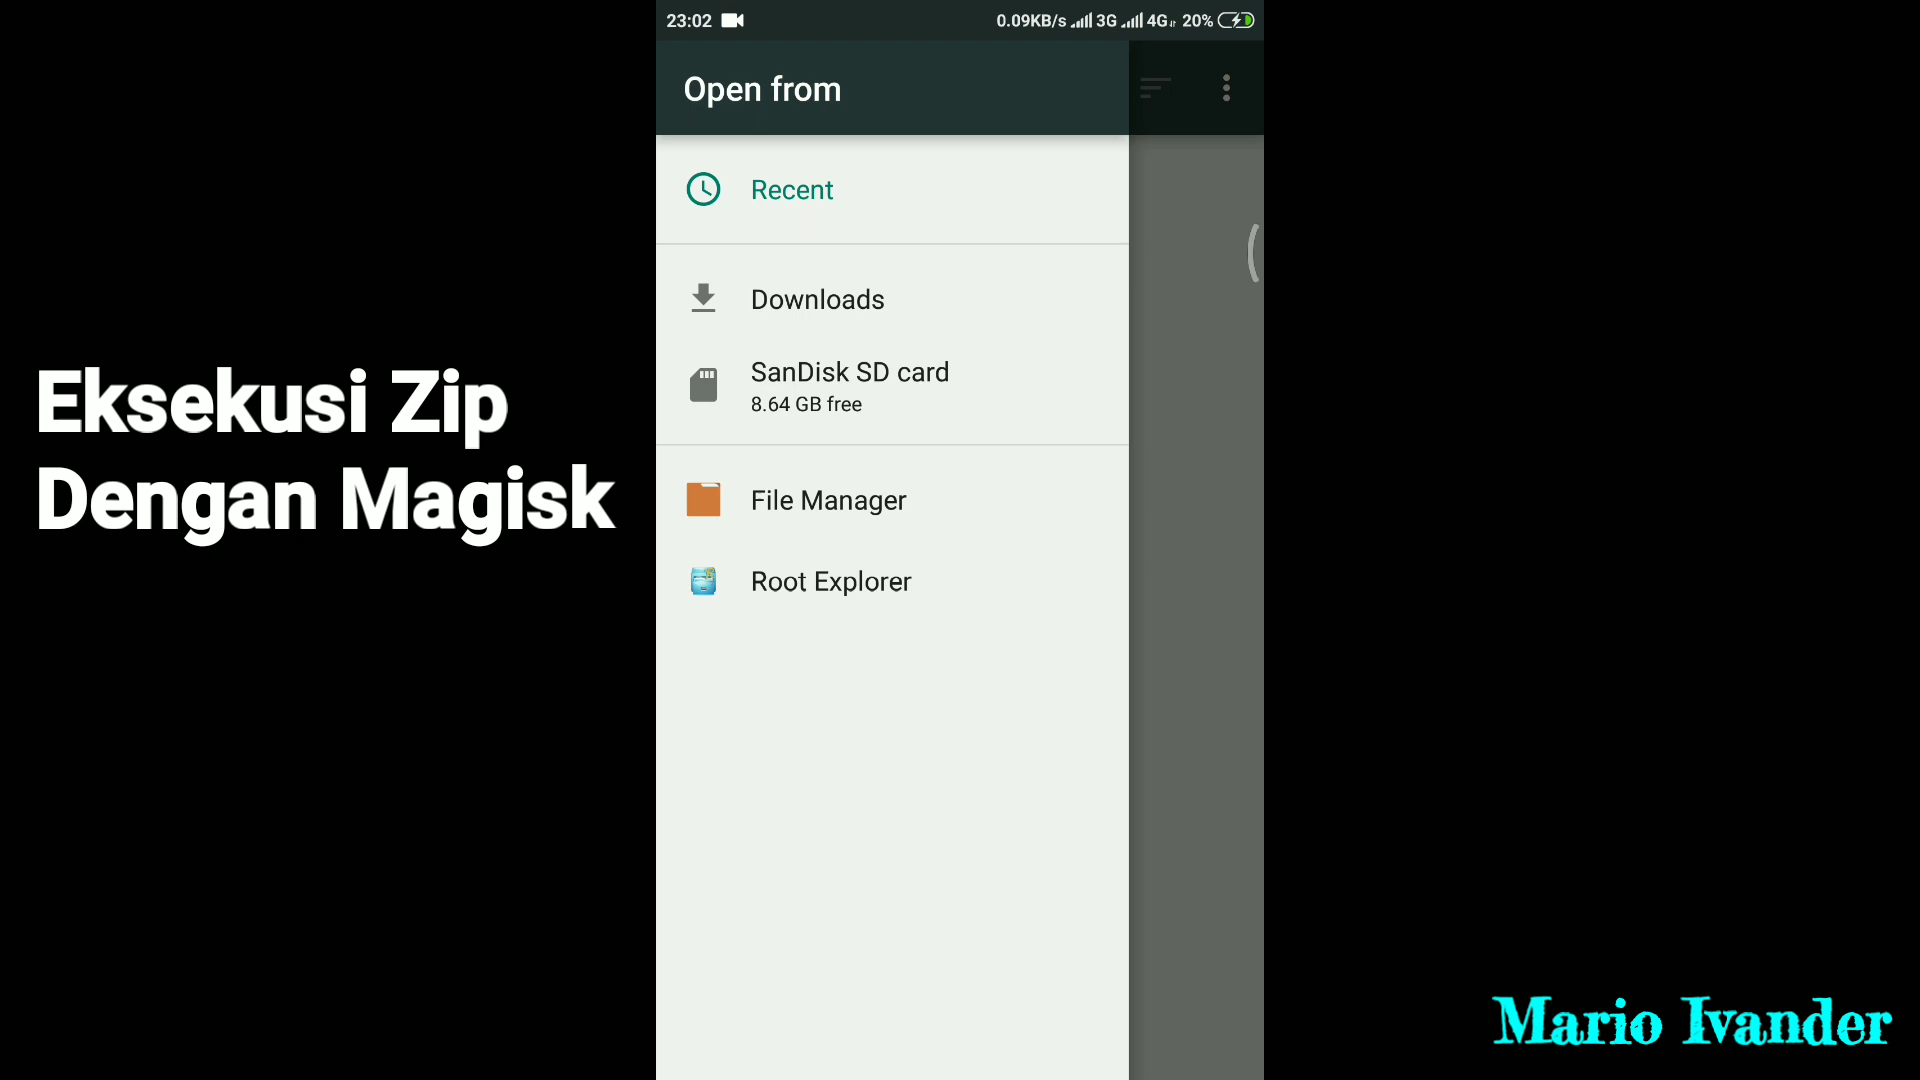 23:02 0.09KB/s 3G 4G 20%
Open from
Recent
Downloads
SanDisk SD card
8.64 GB free
File Manager
Root Explorer
Eksekusi Zip
Dengan Magisk
Mario Ivander